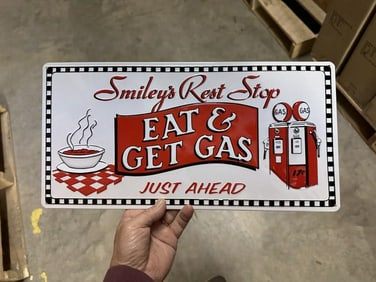 Smiley's Rest Stop
EAT &
GET GAS
GAS GAS
JUST AHEAD